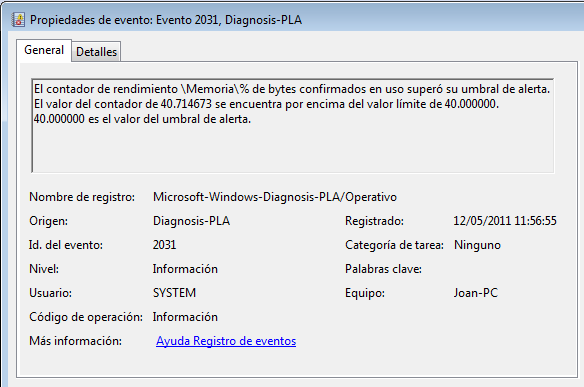 Propiedades de evento: Evento 2031, Diagnosis-PLA
General Detalles
El contador de rendimiento \Memoria\% de bytes confirmados en uso superó su umbral de alerta.
El valor del contador de 40.714673 se encuentra por encima del valor límite de 40.000000.
40.000000 es el valor del umbral de alerta.
Nombre de registro: Microsoft-Windows-Diagnosis-PLA/Operativo
Origen: Diagnosis-PLA Registrado: 12/05/2011 11:56:55
Id. del evento: 2031 Categoría de tarea: Ninguno
Nivel: Información Palabras clave:
Usuario: SYSTEM Equipo: Joan-PC
Código de operación: Información
Más información: Ayuda Registro de eventos